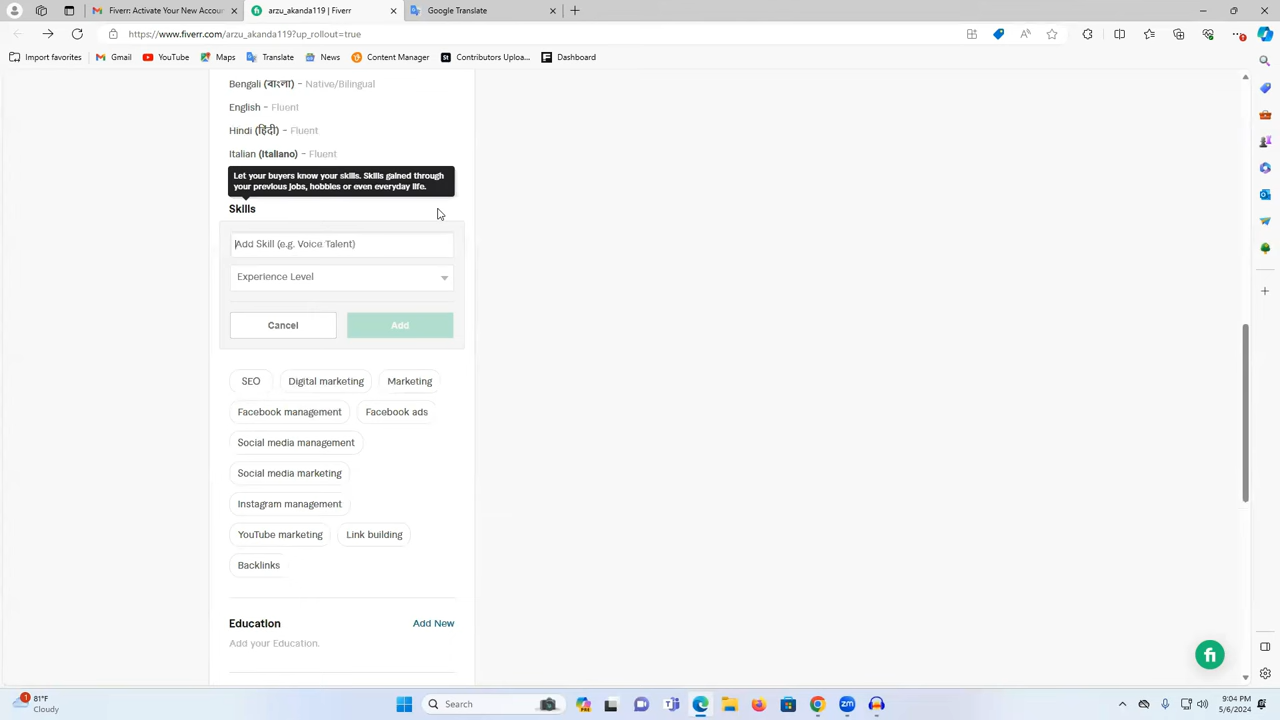 Fiverr: Activate Your New Accou
arzu_akanda119 | Fiverr
Google Translate
https://www.fiverr.com/arzu_akanda119?up_rollout=true
Import favorites
Gmail
YouTube
Maps
Translate
News
Content Manager
Contributors Uploa...
Dashboard
Bengali (বাংলা) - Native/Bilingual
English - Fluent
Hindi (हिंदी) - Fluent
Italian (Italiano) - Fluent
Let your buyers know your skills. Skills gained through
your previous jobs, hobbies or even everyday life.
Skills
Add Skill (e.g. Voice Talent)
Experience Level
Cancel
Add
SEO
Digital marketing
Marketing
Facebook management
Facebook ads
Social media management
Social media marketing
Instagram management
YouTube marketing
Link building
Backlinks
Education
Add New
Add your Education.
fi
1
81°F
Cloudy
Search
zm
9:04 PM
5/6/2024